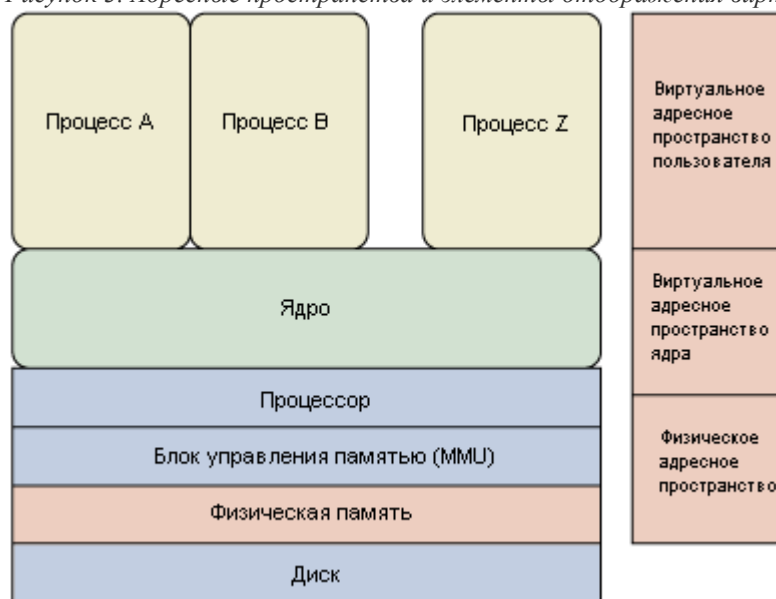 Процесс A
Процесс B
Процесс Z
Виртуальное
адресное
пространство
пользователя
Ядро
Виртуальное
адресное
пространство
ядра
Процессор
Блок управления памятью (MMU)
Физическая память
Диск
Физическое
адресное
пространство